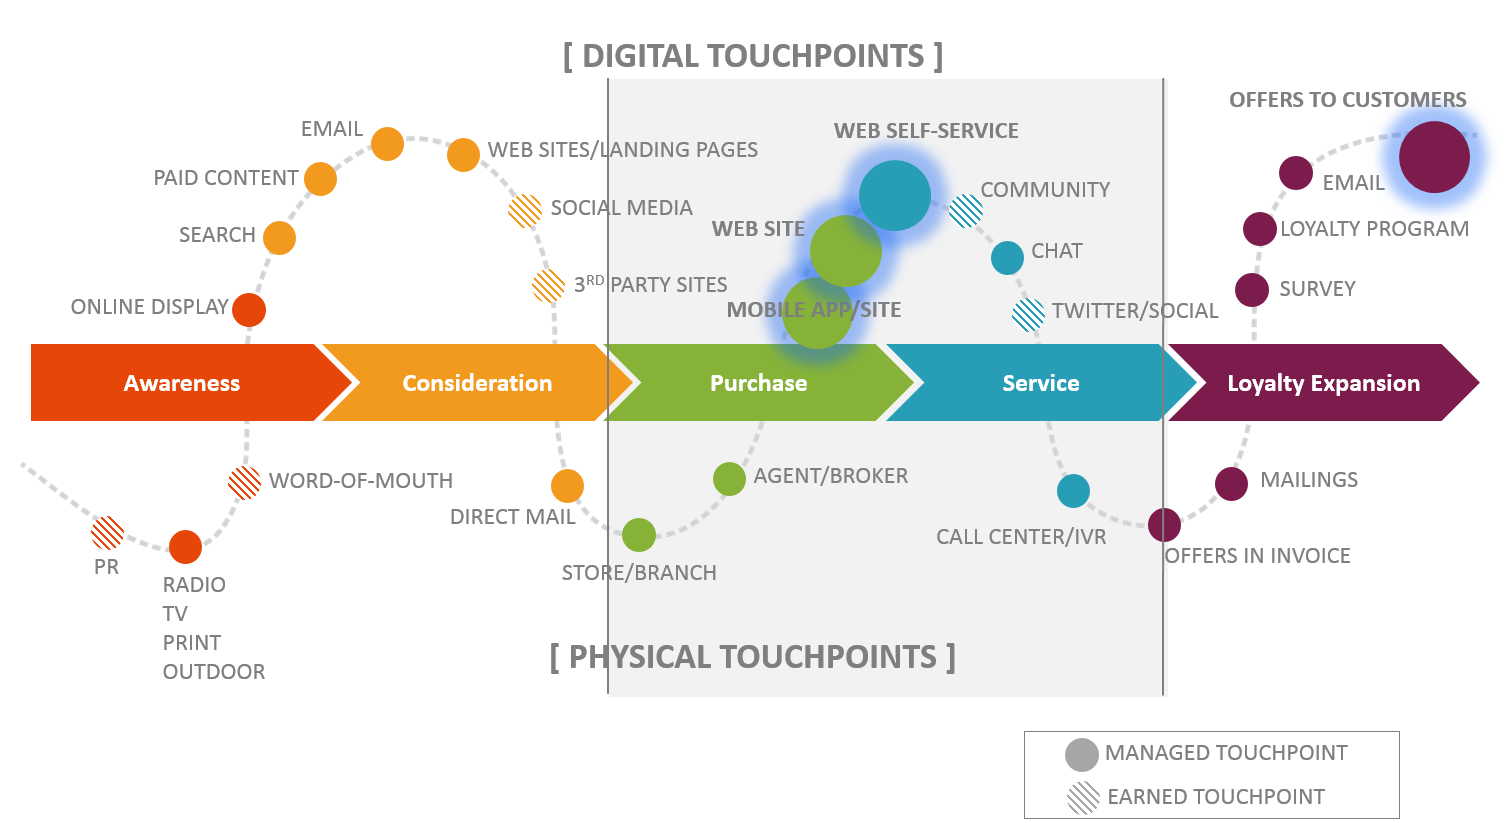 [ DIGITAL TOUCHPOINTS ]
OFFERS TO CUSTOMERS
EMAIL
WEB SELF-SERVICE
WEB SITES/LANDING PAGES
PAID CONTENT
EMAIL
COMMUNITY
SOCIAL MEDIA
WEB SITE
LOYALTY PROGRAM
SEARCH
CHAT
3RD PARTY SITES
SURVEY
ONLINE DISPLAY
MOBILE APP/SITE
TWITTER/SOCIAL
Awareness
Consideration
Purchase
Service
Loyalty Expansion
WORD-OF-MOUTH
AGENT/BROKER
MAILINGS
DIRECT MAIL
CALL CENTER/IVR
OFFERS IN INVOICE
PR
STORE/BRANCH
RADIO
TV
PRINT
OUTDOOR
[ PHYSICAL TOUCHPOINTS ]
MANAGED TOUCHPOINT
EARNED TOUCHPOINT